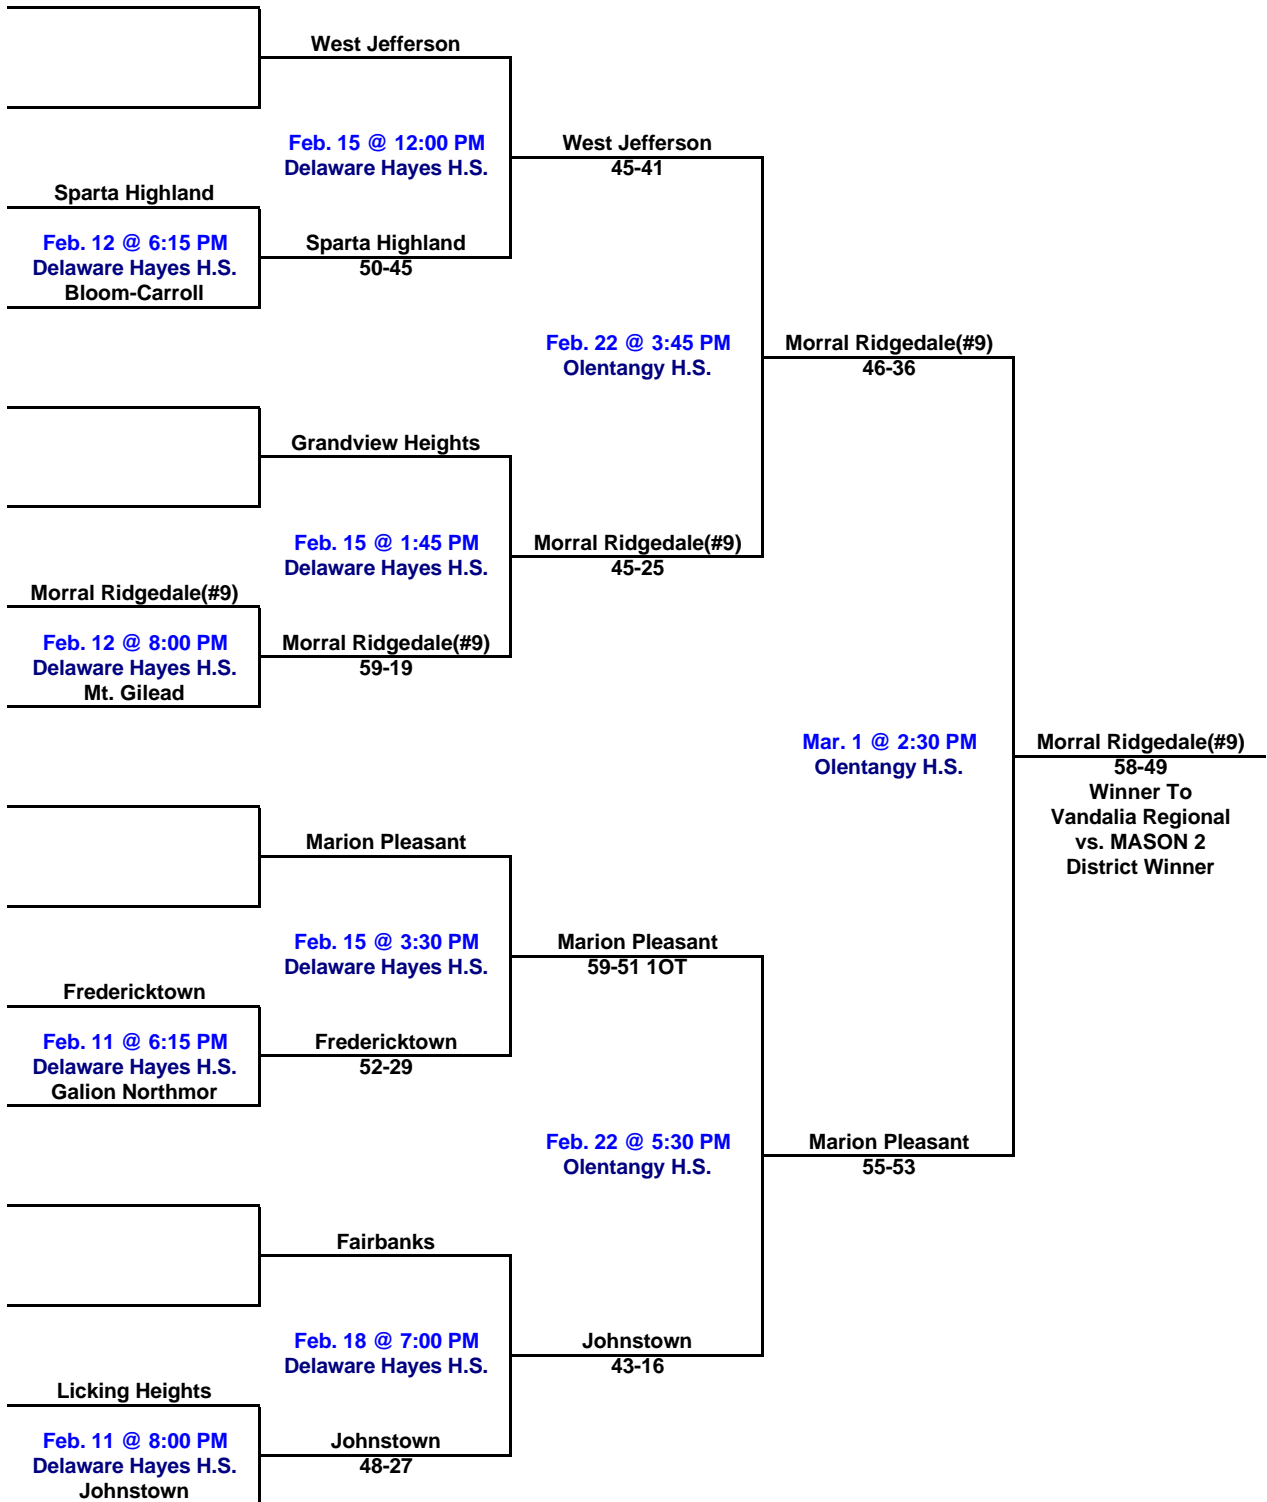 West Jefferson
Feb. 15 @ 12:00 PM
Delaware Hayes H.S.
West Jefferson
45-41
Sparta Highland
Feb. 12 @ 6:15 PM
Delaware Hayes H.S.
Bloom-Carroll
Sparta Highland
50-45
Feb. 22 @ 3:45 PM
Olentangy H.S.
Morral Ridgedale(#9)
46-36
Grandview Heights
Feb. 15 @ 1:45 PM
Delaware Hayes H.S.
Morral Ridgedale(#9)
45-25
Morral Ridgedale(#9)
Feb. 12 @ 8:00 PM
Delaware Hayes H.S.
Mt. Gilead
Morral Ridgedale(#9)
59-19
Mar. 1 @ 2:30 PM
Olentangy H.S.
Morral Ridgedale(#9)
58-49
Winner To
Vandalia Regional
vs. MASON 2
District Winner
Marion Pleasant
Feb. 15 @ 3:30 PM
Delaware Hayes H.S.
Marion Pleasant
59-51 1OT
Fredericktown
Feb. 11 @ 6:15 PM
Delaware Hayes H.S.
Galion Northmor
Fredericktown
52-29
Feb. 22 @ 5:30 PM
Olentangy H.S.
Marion Pleasant
55-53
Fairbanks
Feb. 18 @ 7:00 PM
Delaware Hayes H.S.
Johnstown
43-16
Licking Heights
Feb. 11 @ 8:00 PM
Delaware Hayes H.S.
Johnstown
Johnstown
48-27